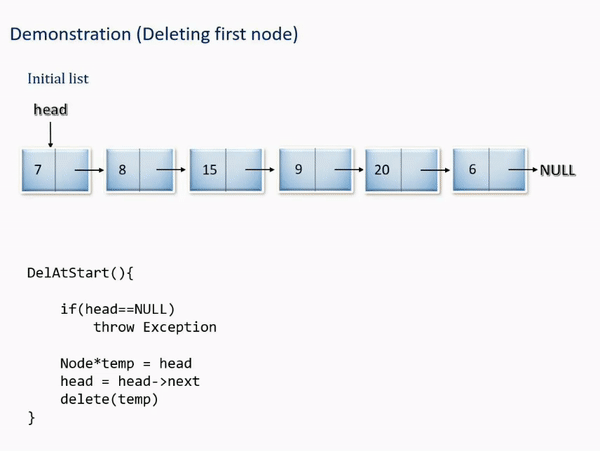 Demonstration (Deleting first node)
Initial list
head
7 8 15 9 20 6 NULL
DelAtStart(){
if(head==NULL)
throw Exception
Node*temp = head
head = head->next
delete(temp)
}